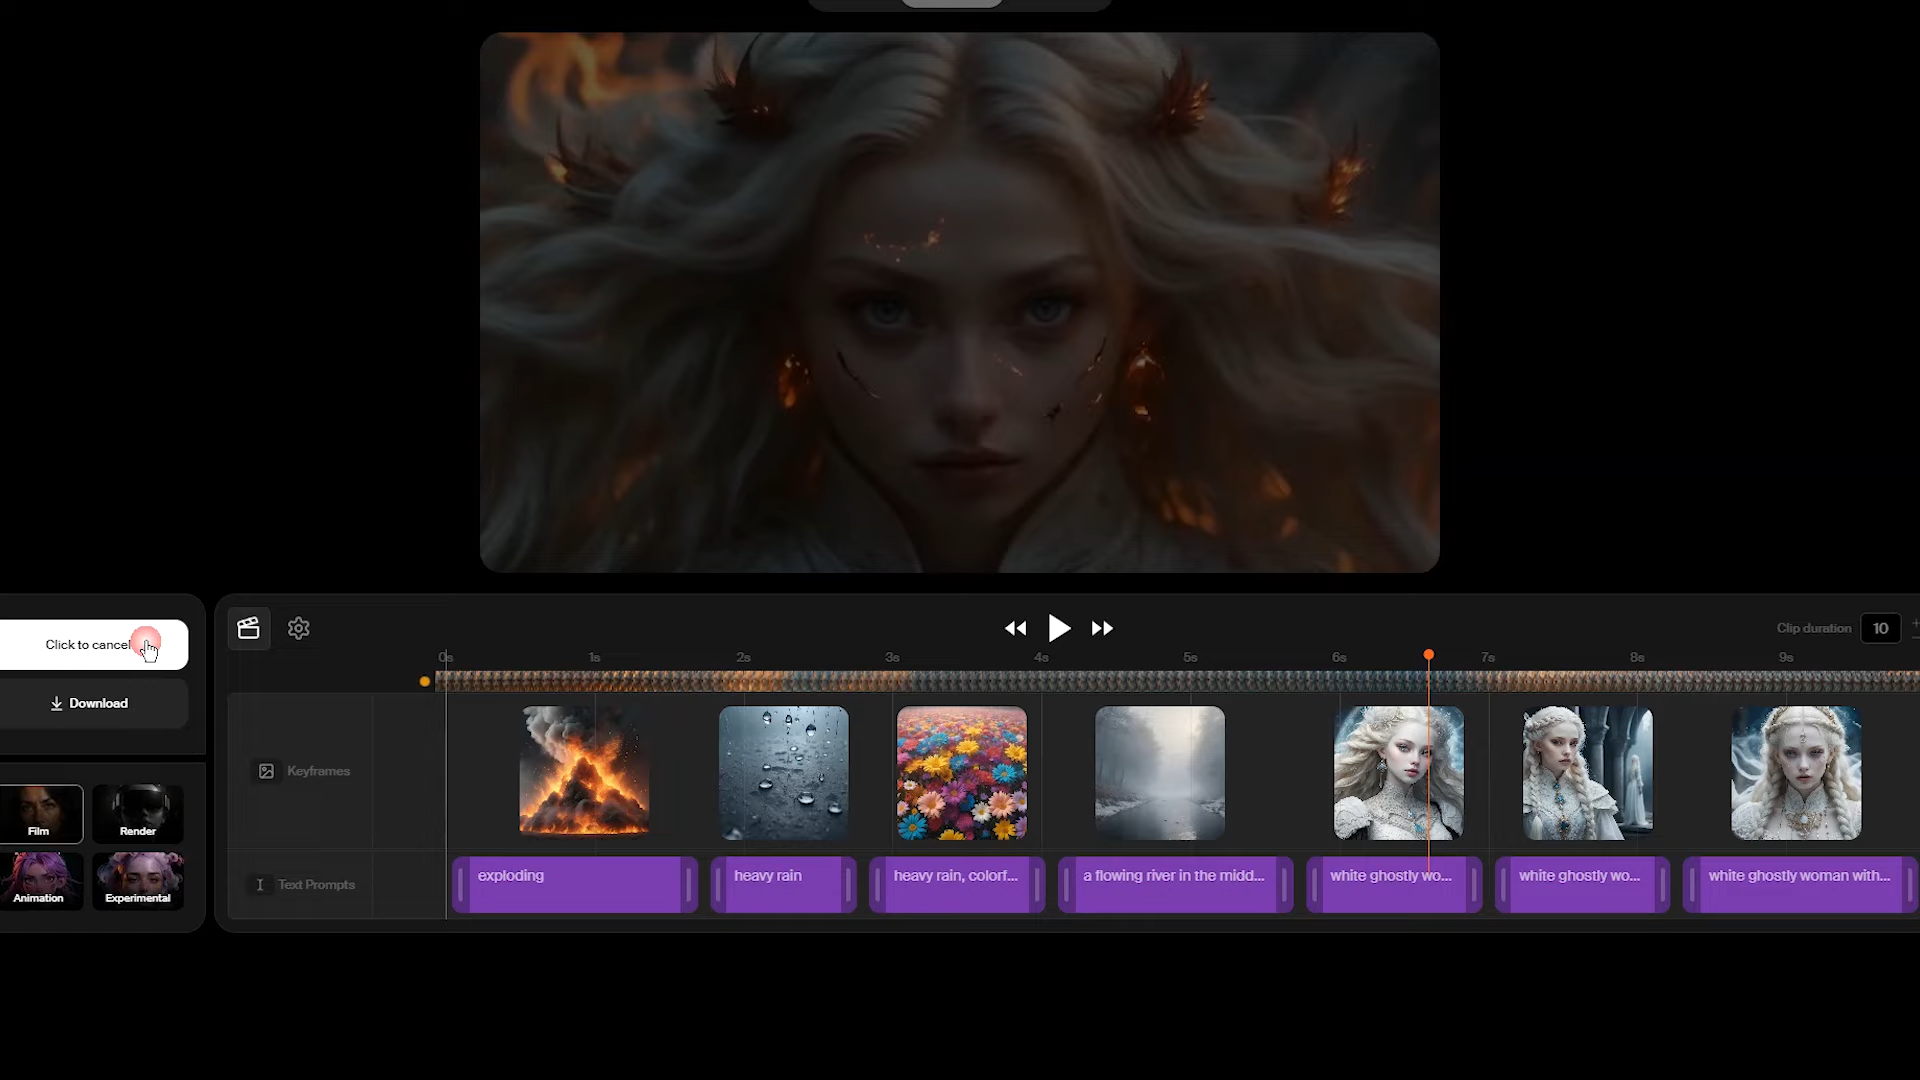 Click to cancel
Download
Film
Render
Animation
Experimental
Clip duration 10
0s 1s 2s 3s 4s 5s 6s 7s 8s 9s
Keyframes
Text Prompts
exploding
heavy rain
heavy rain, colorf...
a flowing river in the midd...
white ghostly wo...
white ghostly wo...
white ghostly woman with...